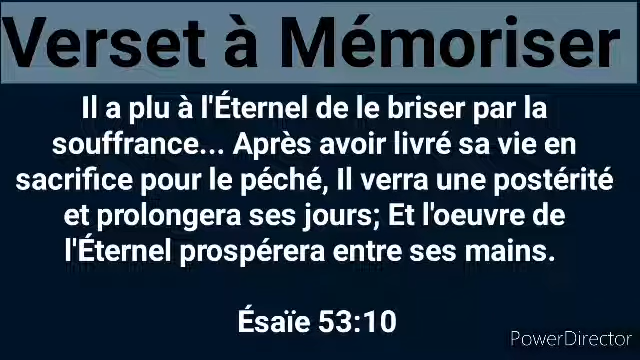 Verset à Mémoriser
Il a plu à l'Éternel de le briser par la
souffrance... Après avoir livré sa vie en
sacrifice pour le péché, Il verra une postérité
et prolongera ses jours; Et l'oeuvre de
l'Éternel prospérera entre ses mains.
Ésaïe 53:10
PowerDirector